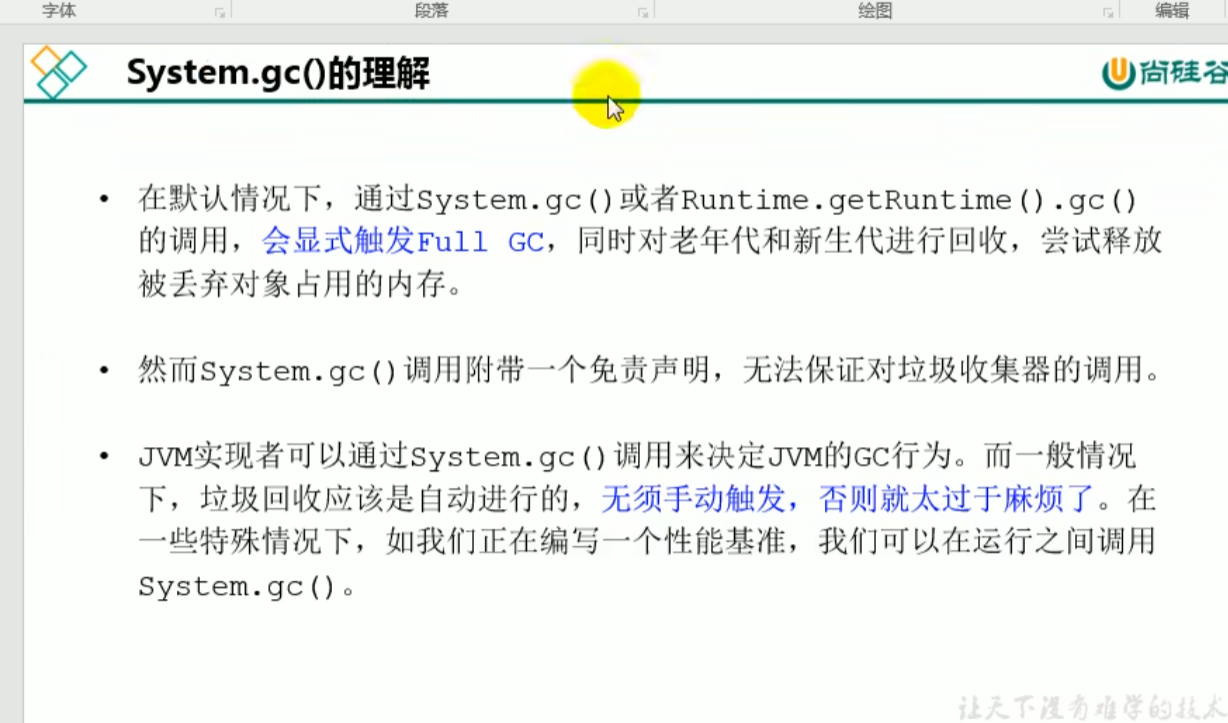 字体
段落
绘图
编辑
System.gc()的理解
尚硅谷
• 在默认情况下，通过System.gc()或者Runtime.getRuntime().gc()
的调用，会显式触发Full GC，同时对老年代和新生代进行回收，尝试释放
被丢弃对象占用的内存。
• 然而System.gc()调用附带一个免责声明，无法保证对垃圾收集器的调用。
• JVM实现者可以通过System.gc()调用来决定JVM的GC行为。而一般情况
下，垃圾回收应该是自动进行的，无须手动触发，否则就太过于麻烦了。在
一些特殊情况下，如我们正在编写一个性能基准，我们可以在运行之间调用
System.gc()。
让天下没有难学的技术